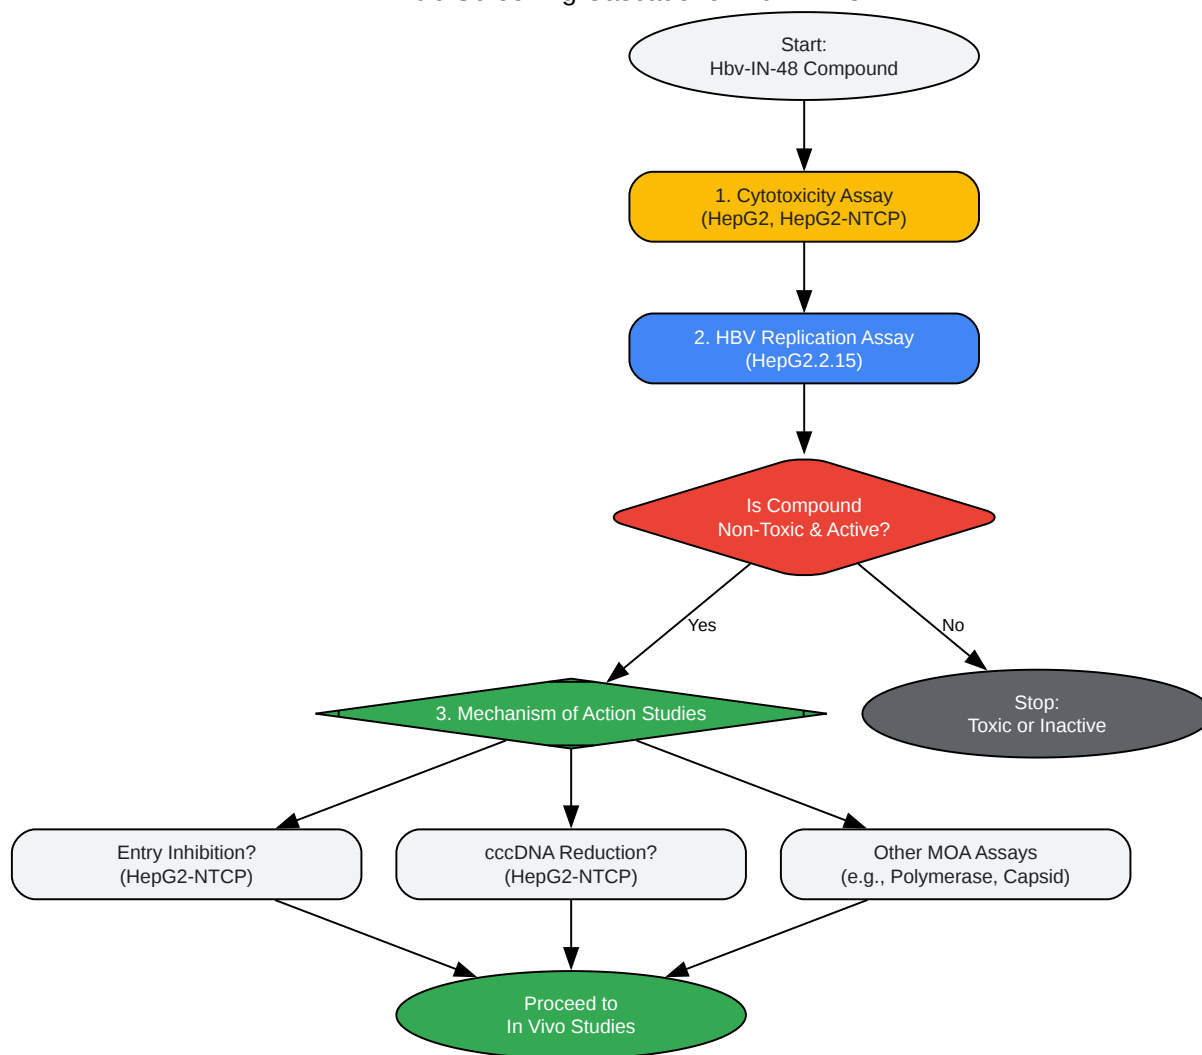 Start:
Hbv-IN-48 Compound
1. Cytotoxicity Assay
(HepG2, HepG2-NTCP)
2. HBV Replication Assay
(HepG2.2.15)
Is Compound
Non-Toxic & Active?
Yes
No
3. Mechanism of Action Studies
Stop:
Toxic or Inactive
Entry Inhibition?
(HepG2-NTCP)
cccDNA Reduction?
(HepG2-NTCP)
Other MOA Assays
(e.g., Polymerase, Capsid)
Proceed to
In Vivo Studies